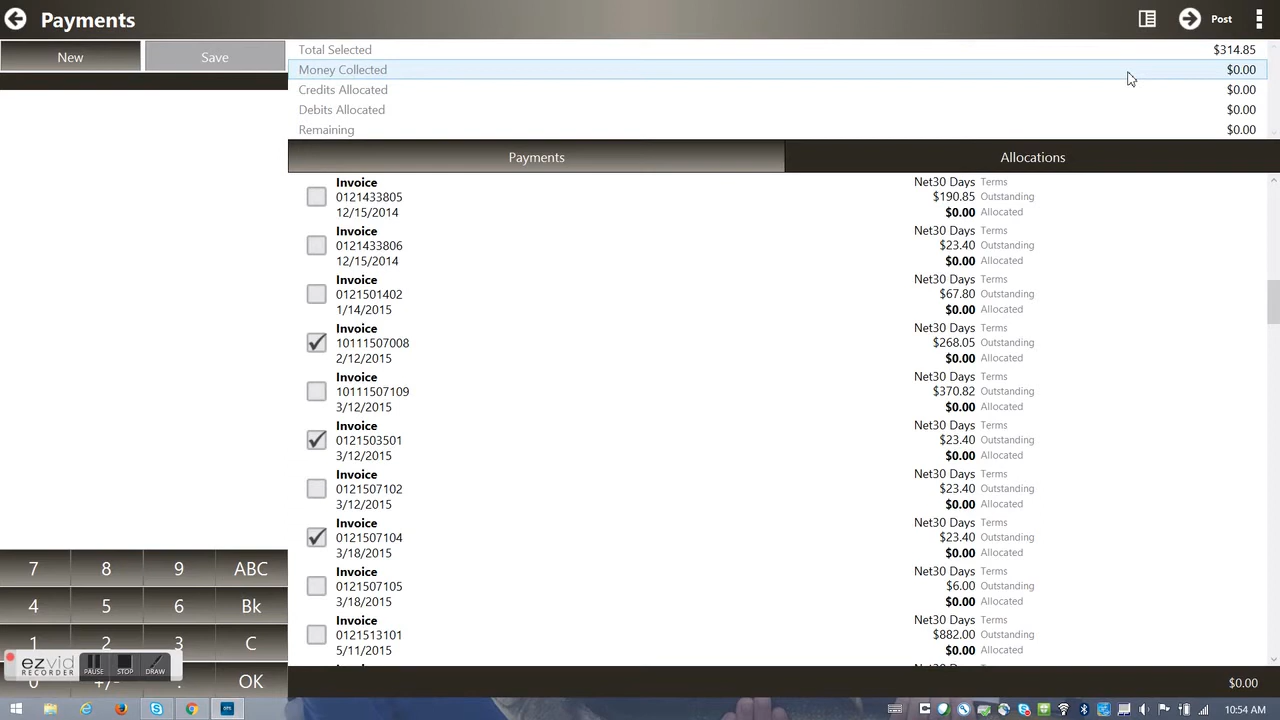 Payments
Post
New
Save
Total Selected $314.85
Money Collected $0.00
Credits Allocated $0.00
Debits Allocated $0.00
Remaining $0.00
Payments
Allocations
Invoice Net30 Days Terms
0121433805 $190.85 Outstanding
12/15/2014 $0.00 Allocated
Invoice Net30 Days Terms
0121433806 $23.40 Outstanding
12/15/2014 $0.00 Allocated
Invoice Net30 Days Terms
0121501402 $67.80 Outstanding
1/14/2015 $0.00 Allocated
Invoice Net30 Days Terms
10111507008 $268.05 Outstanding
2/12/2015 $0.00 Allocated
Invoice Net30 Days Terms
10111507109 $370.82 Outstanding
3/12/2015 $0.00 Allocated
Invoice Net30 Days Terms
0121503501 $23.40 Outstanding
3/12/2015 $0.00 Allocated
Invoice Net30 Days Terms
0121507102 $23.40 Outstanding
3/12/2015 $0.00 Allocated
Invoice Net30 Days Terms
0121507104 $23.40 Outstanding
3/18/2015 $0.00 Allocated
Invoice Net30 Days Terms
0121507105 $6.00 Outstanding
3/18/2015 $0.00 Allocated
Invoice Net30 Days Terms
0121513101 $882.00 Outstanding
5/11/2015 $0.00 Allocated
7 8 9 ABC
4 5 6 Bk
1 2 3 C
0 +/- . OK
ezvid
RECORDER
PAUSE STOP DRAW
$0.00
10:54 AM